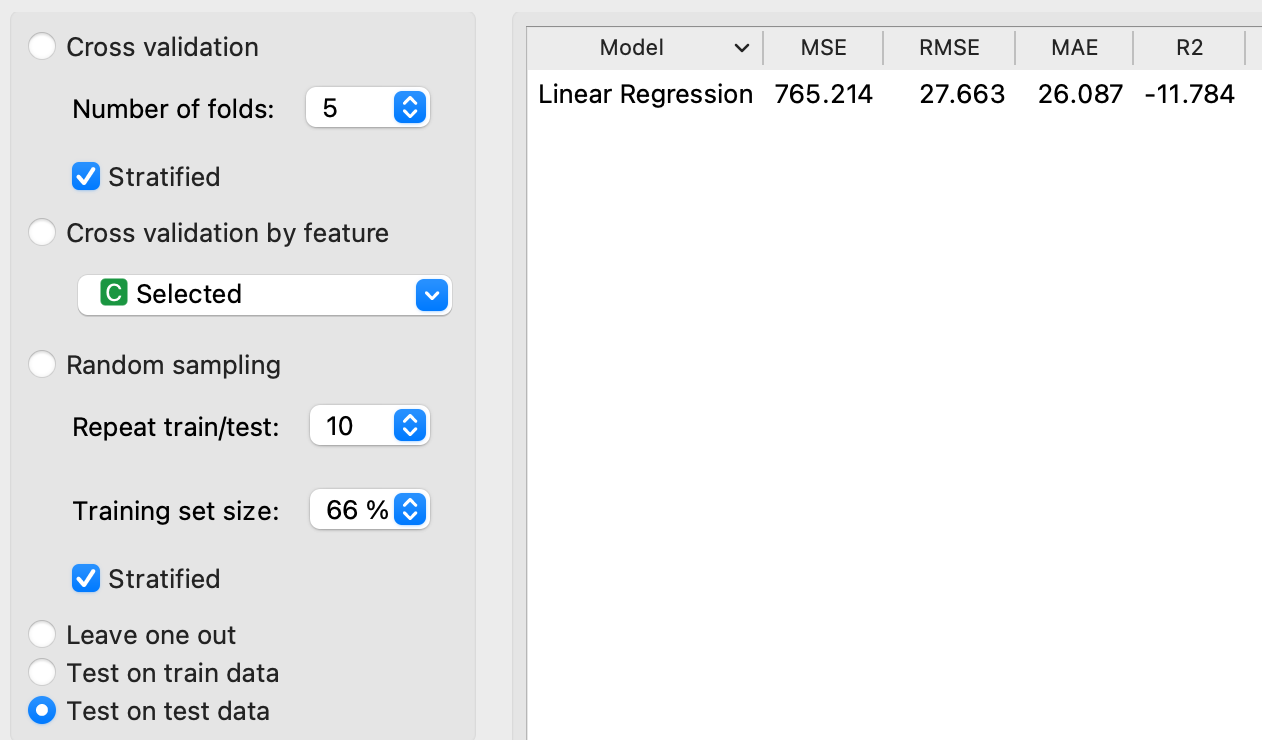 Cross validation
Number of folds: 5
Stratified
Cross validation by feature
C Selected
Random sampling
Repeat train/test: 10
Training set size: 66 %
Stratified
Leave one out
Test on train data
Test on test data
Model MSE RMSE MAE R2
Linear Regression 765.214 27.663 26.087 -11.784